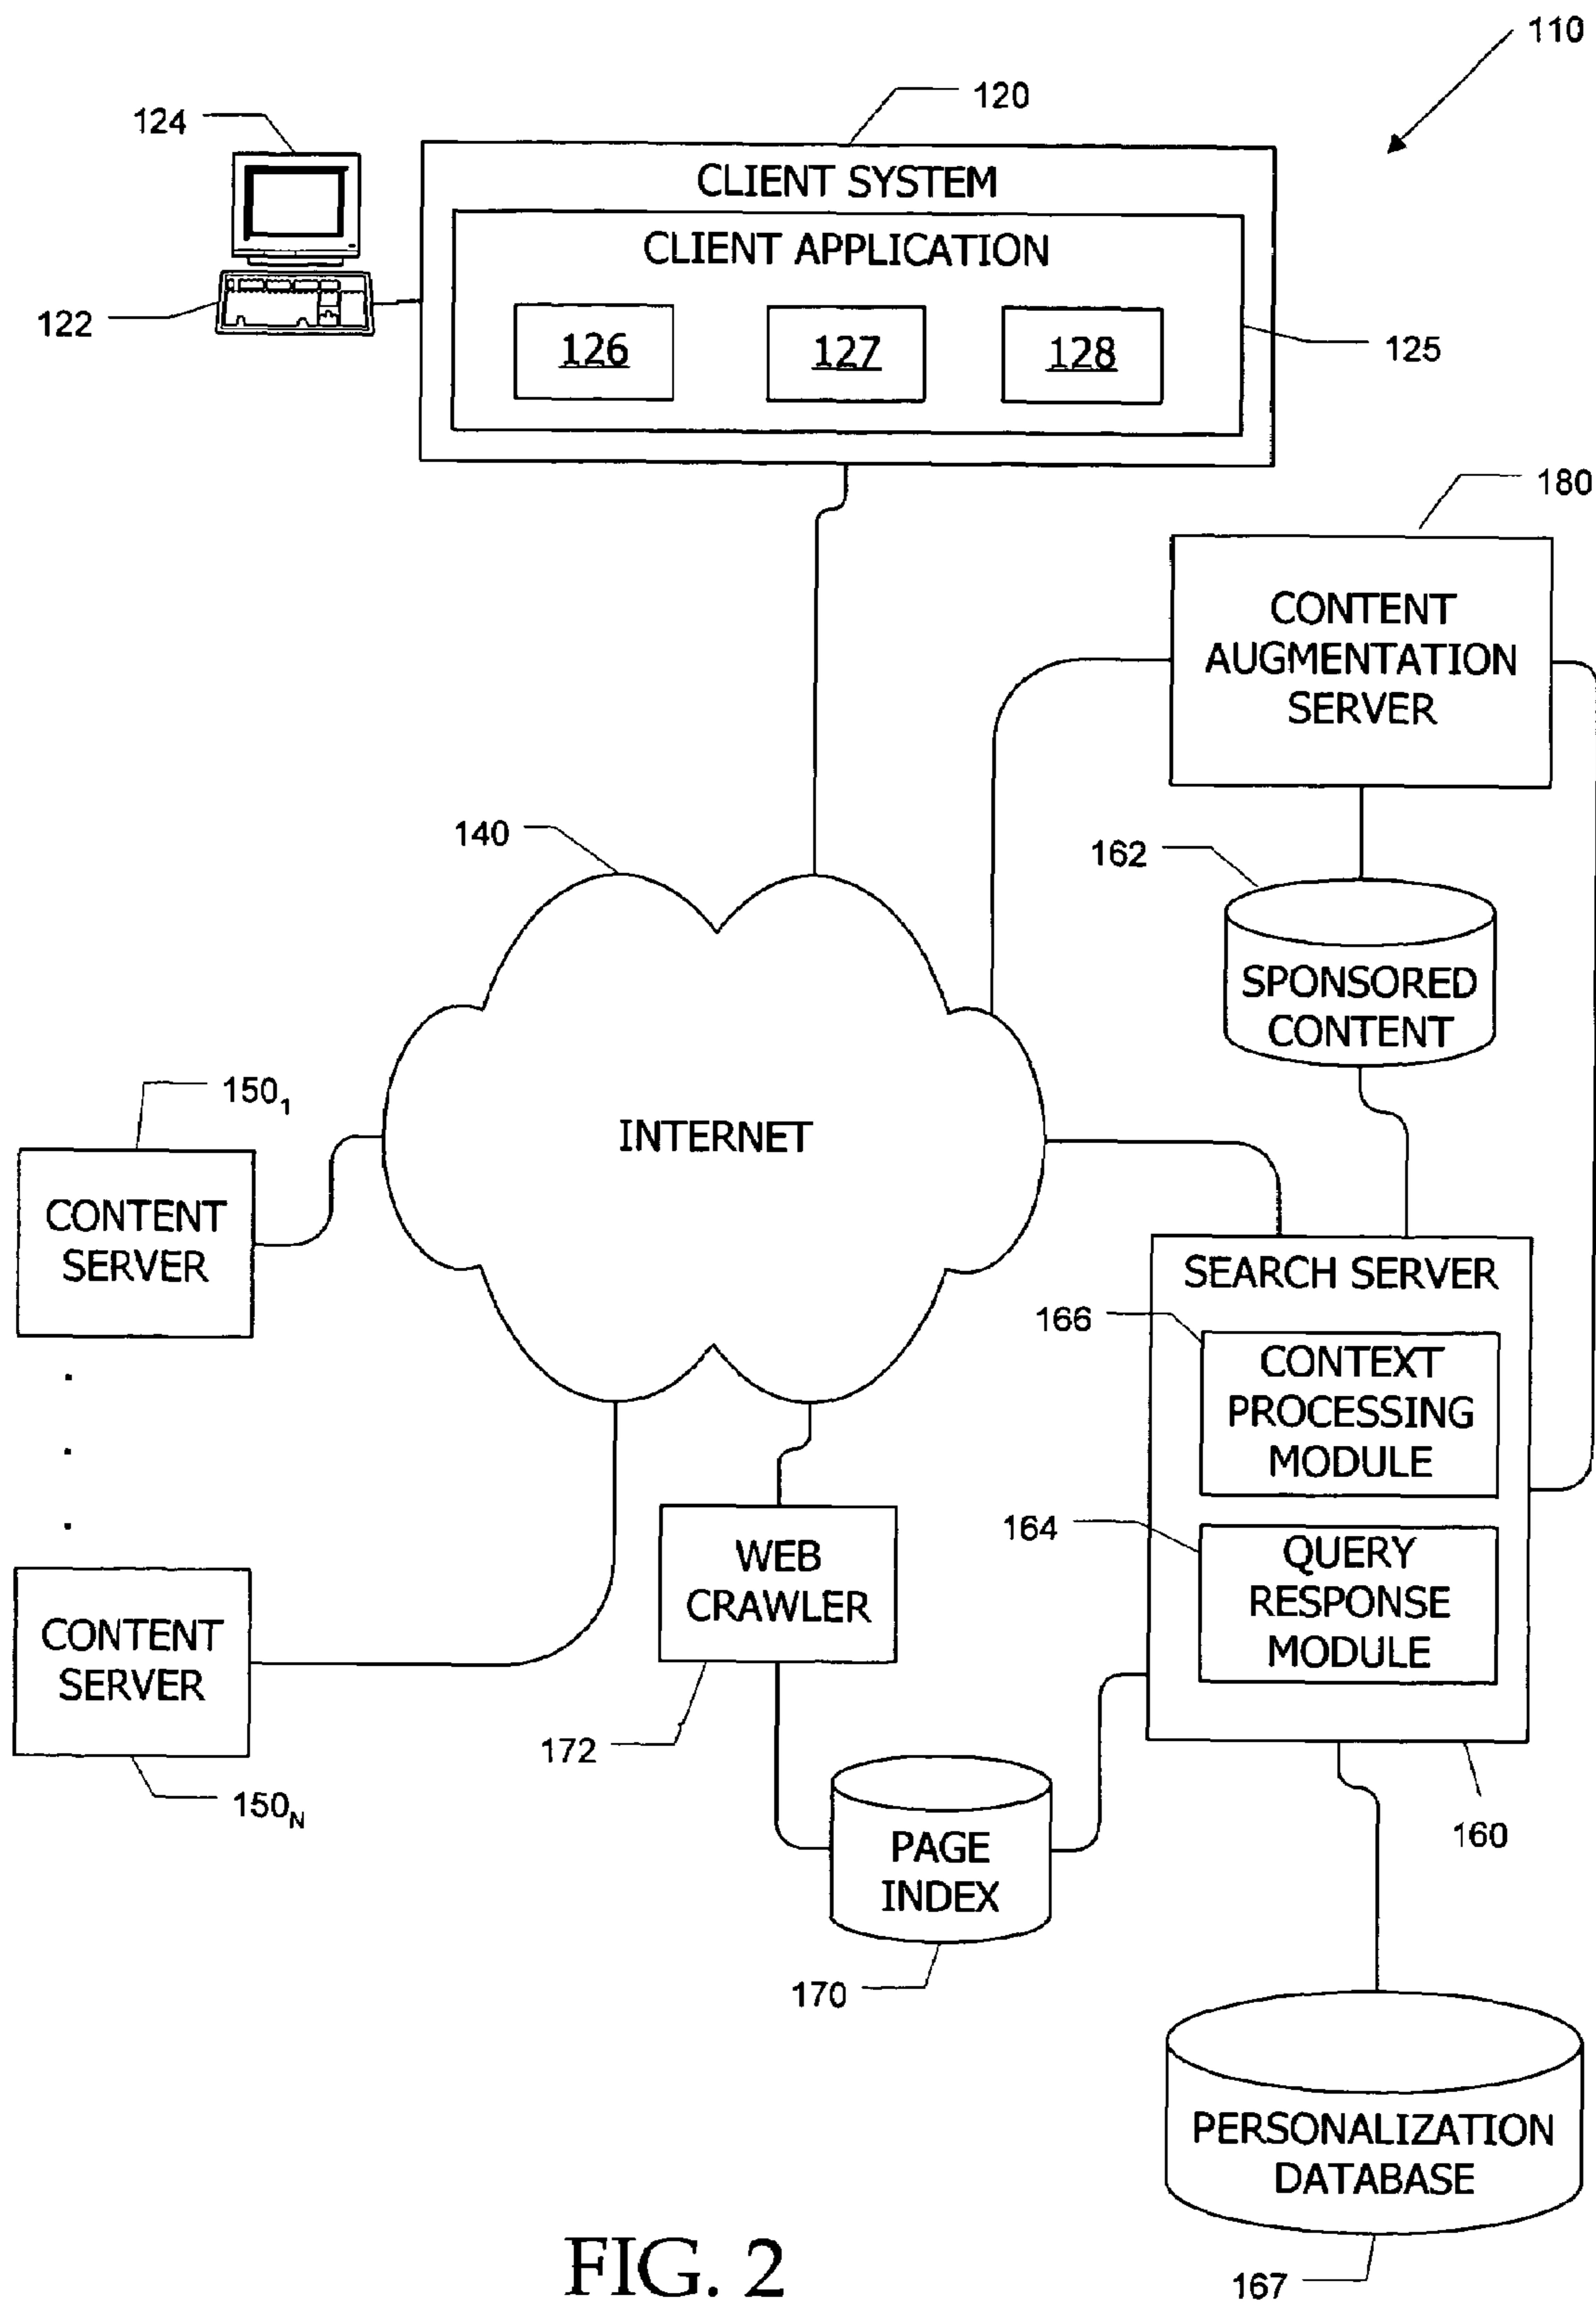 110
120
124
CLIENT SYSTEM
CLIENT APPLICATION
122
126
127
128
125
180
CONTENT
AUGMENTATION
SERVER
140
162
SPONSORED
CONTENT
150₁
INTERNET
CONTENT
SERVER
SEARCH SERVER
166
CONTEXT
PROCESSING
MODULE
164
QUERY
RESPONSE
MODULE
WEB
CRAWLER
CONTENT
SERVER
172
150_N
160
PAGE
INDEX
170
PERSONALIZATION
DATABASE
167
FIG. 2